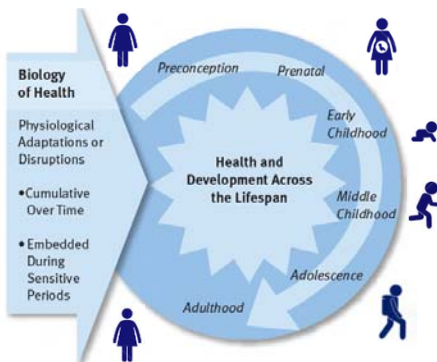 Biology
of Health
Physiological
Adaptations or
Disruptions
•Cumulative
Over Time
•Embedded
During
Sensitive
Periods
Preconception
Prenatal
Early
Childhood
Middle
Childhood
Adolescence
Adulthood
Health and
Development Across
the Lifespan